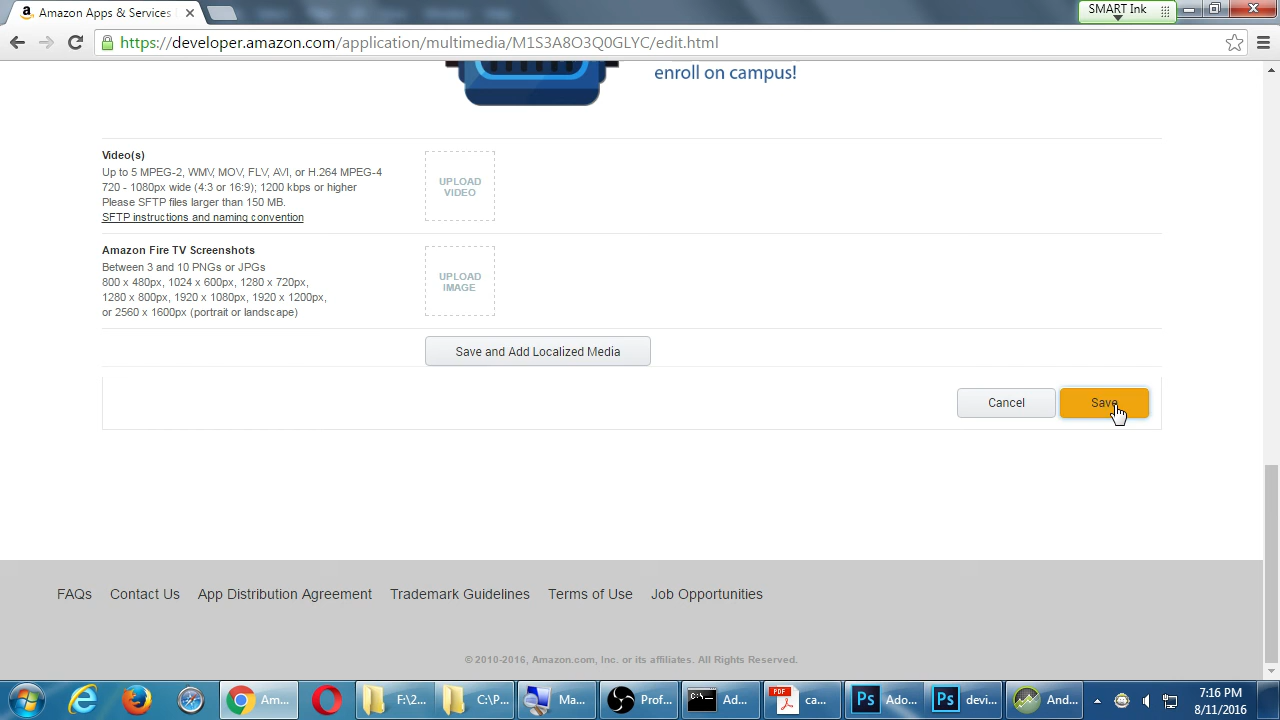 Amazon Apps & Services
SMART Ink
https://developer.amazon.com/application/multimedia/M1S3A8O3Q0GLYC/edit.html
enroll on campus!
Video(s)
Up to 5 MPEG-2, WMV, MOV, FLV, AVI, or H.264 MPEG-4
720 - 1080px wide (4:3 or 16:9); 1200 kbps or higher
Please SFTP files larger than 150 MB.
SFTP instructions and naming convention
UPLOAD
VIDEO
Amazon Fire TV Screenshots
Between 3 and 10 PNGs or JPGs
800 x 480px, 1024 x 600px, 1280 x 720px,
1280 x 800px, 1920 x 1080px, 1920 x 1200px,
or 2560 x 1600px (portrait or landscape)
UPLOAD
IMAGE
Save and Add Localized Media
Cancel
Save
FAQs Contact Us App Distribution Agreement Trademark Guidelines Terms of Use Job Opportunities
© 2010-2016, Amazon.com, Inc. or its affiliates. All Rights Reserved.
Am... F:\2... C:\P... Ma... Prof... Ad... PDF ca... Ps Ado... Ps devi... And...
7:16 PM
8/11/2016